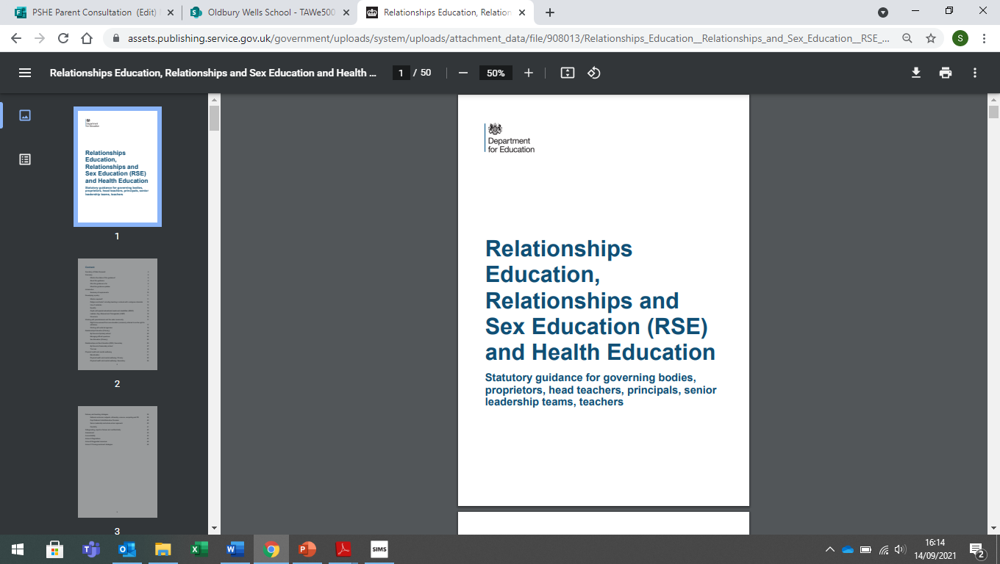 PSHE Parent Consultation (Edit)
Oldbury Wells School - TAWe500
Relationships Education, Relation
assets.publishing.service.gov.uk/government/uploads/system/uploads/attachment_data/file/908013/Relationships_Education__Relationships_and_Sex_Education__RSE_...
S
Relationships Education, Relationships and Sex Education and Health ...
1 / 50
50%
Department
for Education
Relationships
Education,
Relationships and
Sex Education (RSE)
and Health Education
Statutory guidance for governing bodies,
proprietors, head teachers, principals, senior
leadership teams, teachers
1
2
3
Department
for Education
Relationships
Education,
Relationships and
Sex Education (RSE)
and Health Education
Statutory guidance for governing bodies,
proprietors, head teachers, principals, senior
leadership teams, teachers
SIMS
16:14
14/09/2021
2